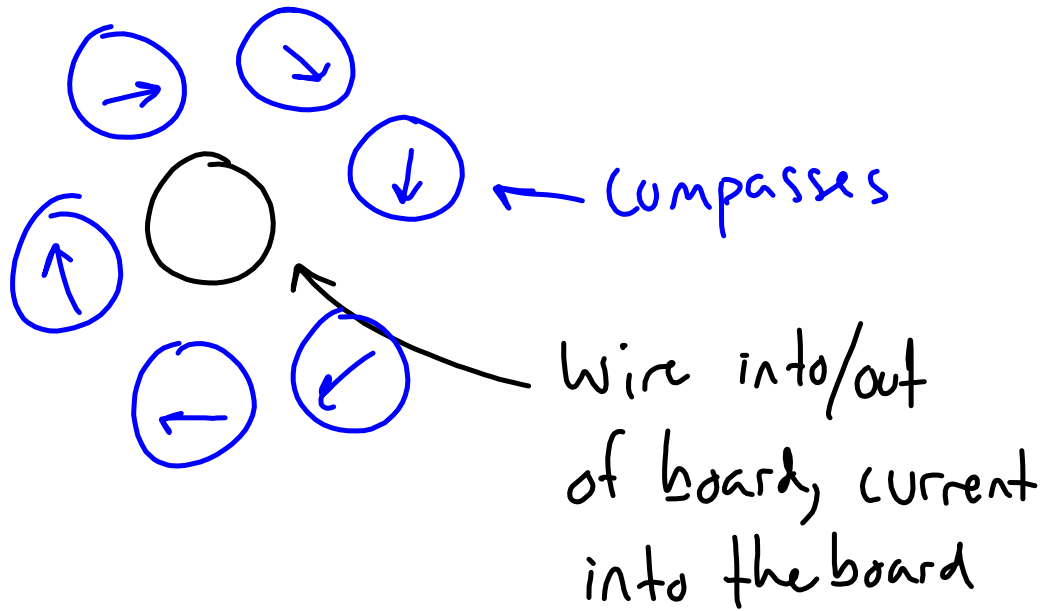 compasses
Wire into/out
of board, current
into the board